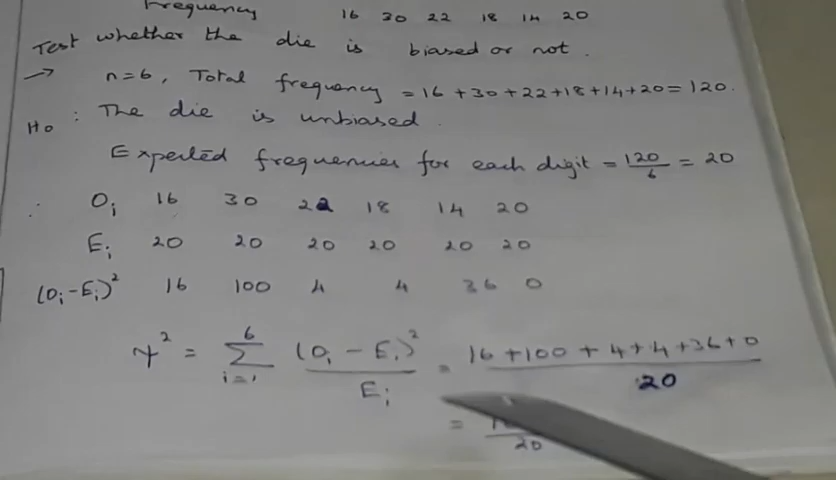 Frequency 16 30 22 18 14 20
Test whether the die is biased or not.
→ n=6, Total frequency = 16+30+22+18+14+20=120.
H₀ : The die is unbiased.
Expected frequencies for each digit = 120/6 = 20
∴ Oᵢ 16 30 22 18 14 20
Eᵢ 20 20 20 20 20 20
(Oᵢ-Eᵢ)² 16 100 4 4 36 0
χ² = Σ_{i=1}^{6} (Oᵢ - Eᵢ)²/Eᵢ = (16+100+4+4+36+0)/20
= /20